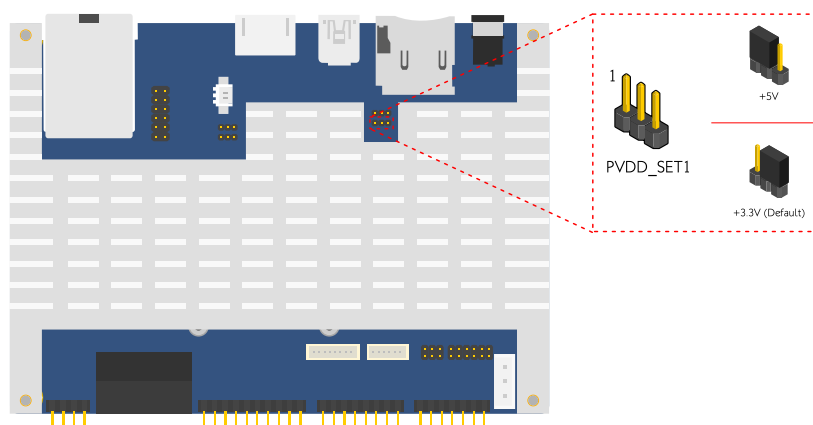 1
PVDD_SET1
+5V
+3.3V (Default)